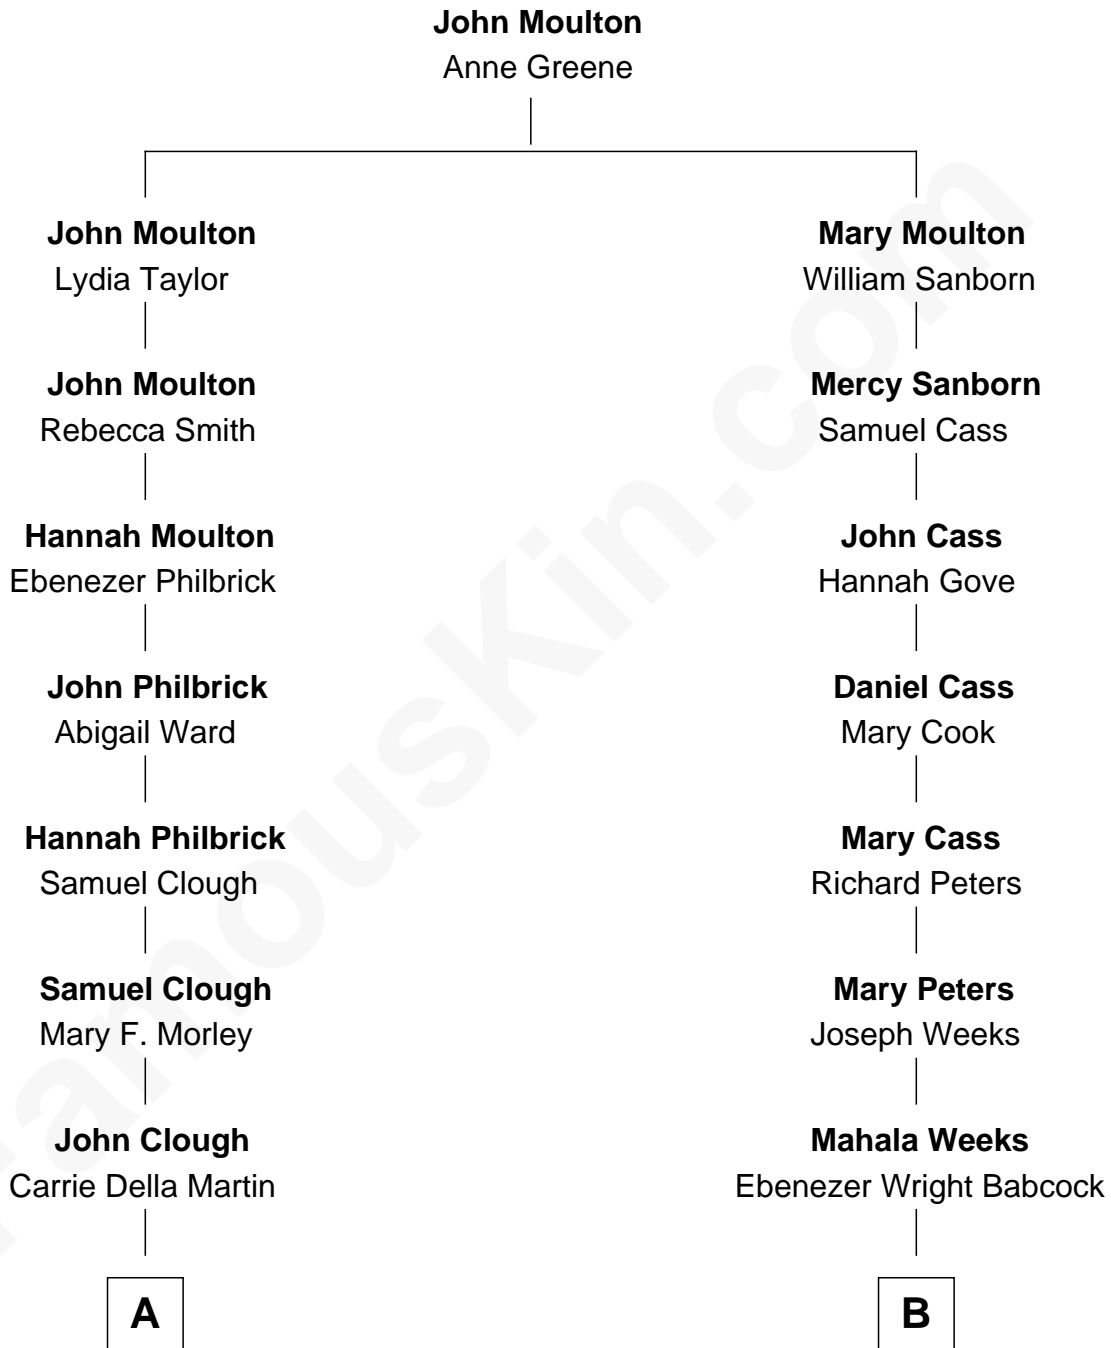 John Moulton
Anne Greene
John Moulton
Lydia Taylor
Mary Moulton
William Sanborn
John Moulton
Rebecca Smith
Mercy Sanborn
Samuel Cass
Hannah Moulton
Ebenezer Philbrick
John Cass
Hannah Gove
John Philbrick
Abigail Ward
Daniel Cass
Mary Cook
Hannah Philbrick
Samuel Clough
Mary Cass
Richard Peters
Samuel Clough
Mary F. Morley
Mary Peters
Joseph Weeks
John Clough
Carrie Della Martin
Mahala Weeks
Ebenezer Wright Babcock
A
B
FamousKin.com